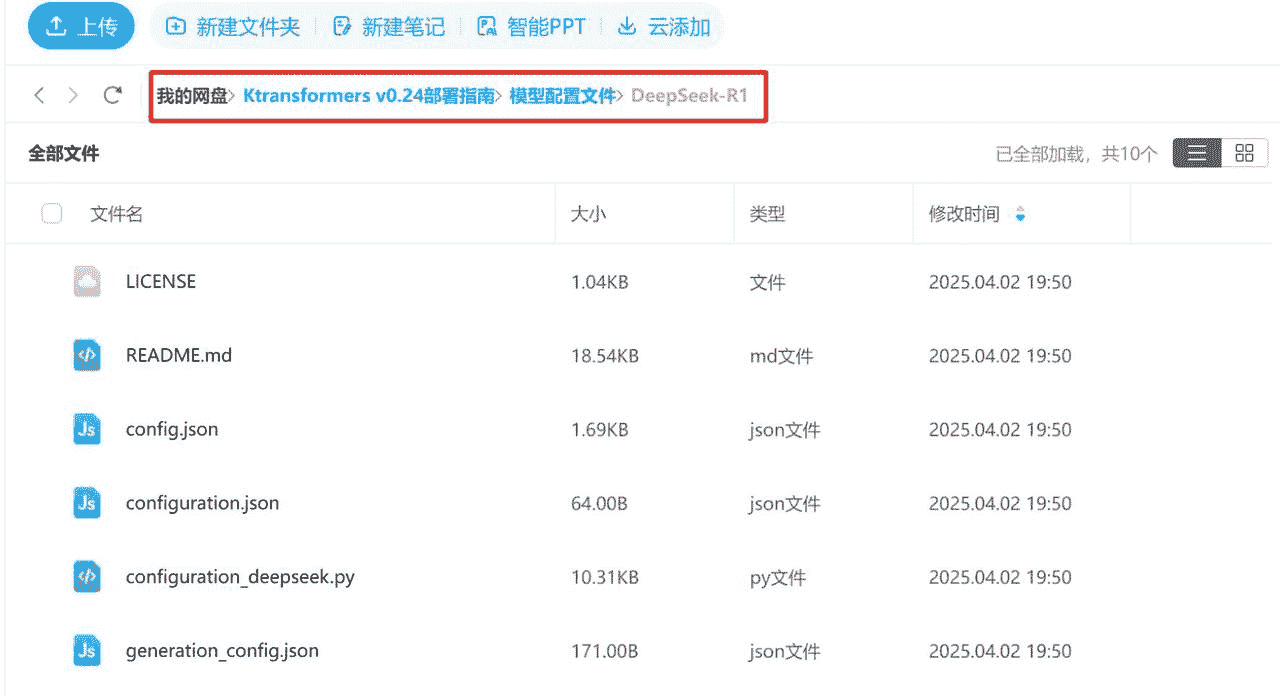 上传 新建文件夹 新建笔记 智能PPT 云添加
我的网盘> Ktransformers v0.24部署指南> 模型配置文件> DeepSeek-R1
全部文件 已全部加载，共10个
文件名 大小 类型 修改时间
LICENSE 1.04KB 文件 2025.04.02 19:50
README.md 18.54KB md文件 2025.04.02 19:50
config.json 1.69KB json文件 2025.04.02 19:50
configuration.json 64.00B json文件 2025.04.02 19:50
configuration_deepseek.py 10.31KB py文件 2025.04.02 19:50
generation_config.json 171.00B json文件 2025.04.02 19:50